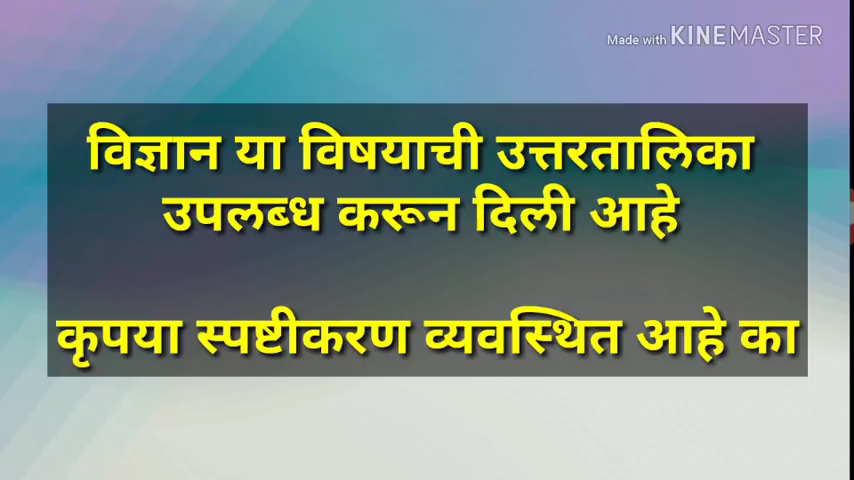 Made with KINEMASTER
विज्ञान या विषयाची उत्तरतालिका
उपलब्ध करून दिली आहे
कृपया स्पष्टीकरण व्यवस्थित आहे का